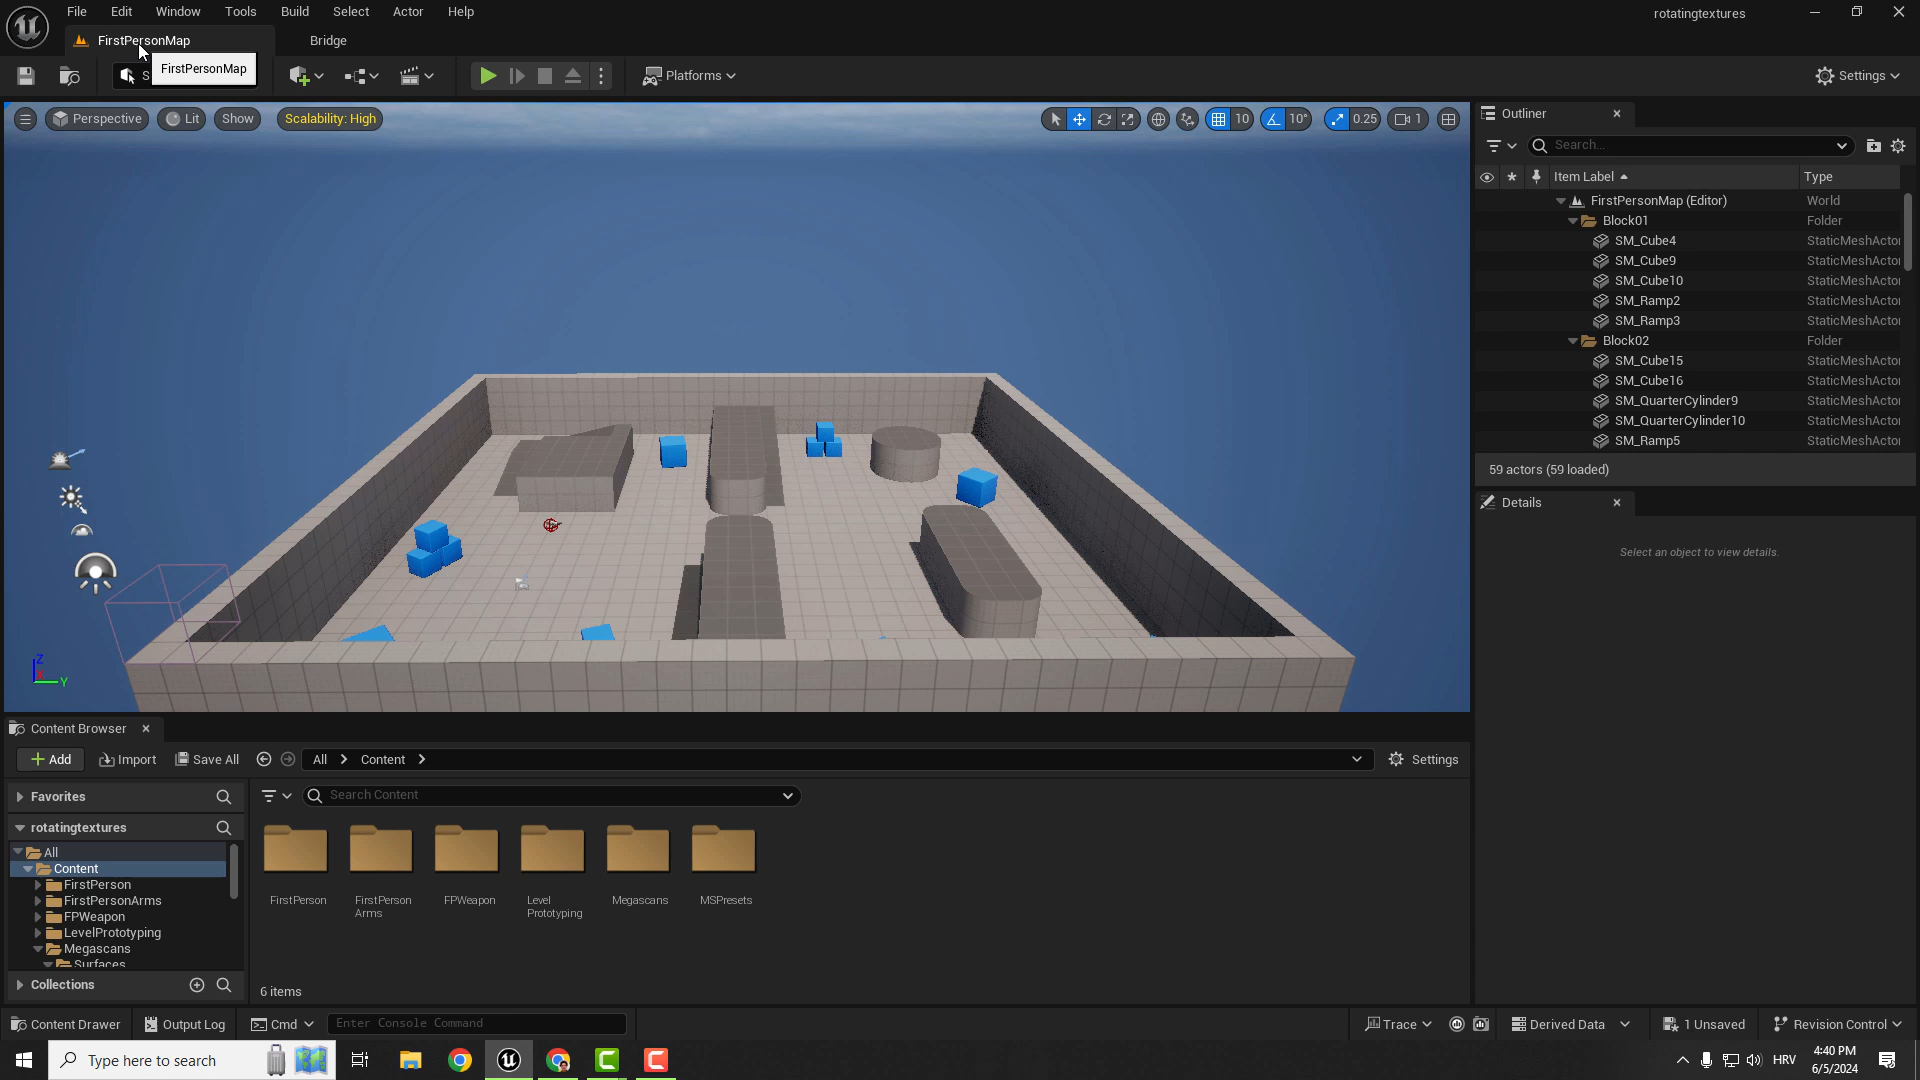 File Edit Window Tools Build Select Actor Help
rotatingtextures
FirstPersonMap
Bridge
S
FirstPersonMap
Platforms
Settings
Perspective
Lit
Show
Scalability: High
10
10°
0.25
1
Outliner
Search...
Item Label
Type
FirstPersonMap (Editor) World
Block01 Folder
SM_Cube4 StaticMeshActor
SM_Cube9 StaticMeshActor
SM_Cube10 StaticMeshActor
SM_Ramp2 StaticMeshActor
SM_Ramp3 StaticMeshActor
Block02 Folder
SM_Cube15 StaticMeshActor
SM_Cube16 StaticMeshActor
SM_QuarterCylinder9 StaticMeshActor
SM_QuarterCylinder10 StaticMeshActor
SM_Ramp5 StaticMeshActor
59 actors (59 loaded)
Details
Select an object to view details.
Z
Y
Content Browser
Add
Import
Save All
All
Content
Settings
Favorites
rotatingtextures
All
Content
FirstPerson
FirstPersonArms
FPWeapon
LevelPrototyping
Megascans
Surfaces
Collections
Search Content
FirstPerson
FirstPerson
Arms
FPWeapon
Level
Prototyping
Megascans
MSPresets
6 items
Content Drawer
Output Log
Cmd
Enter Console Command
Trace
Derived Data
1 Unsaved
Revision Control
Type here to search
HRV
4:40 PM
6/5/2024